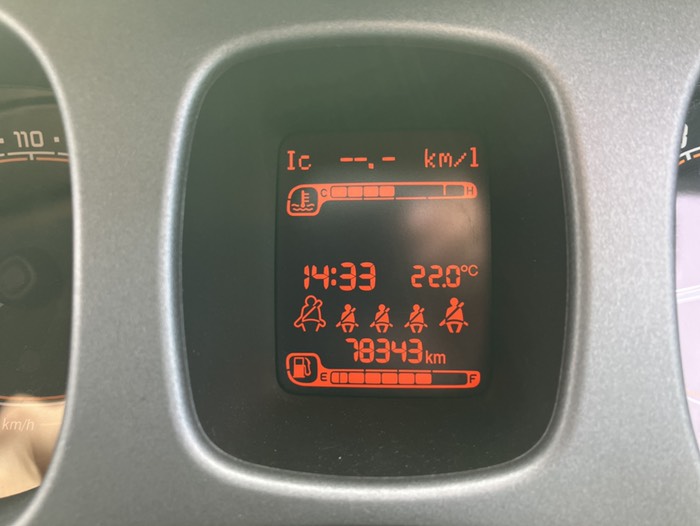 110
Ic --.- km/l
C H
14:33 22.0°C
78343 km
E F
km/h